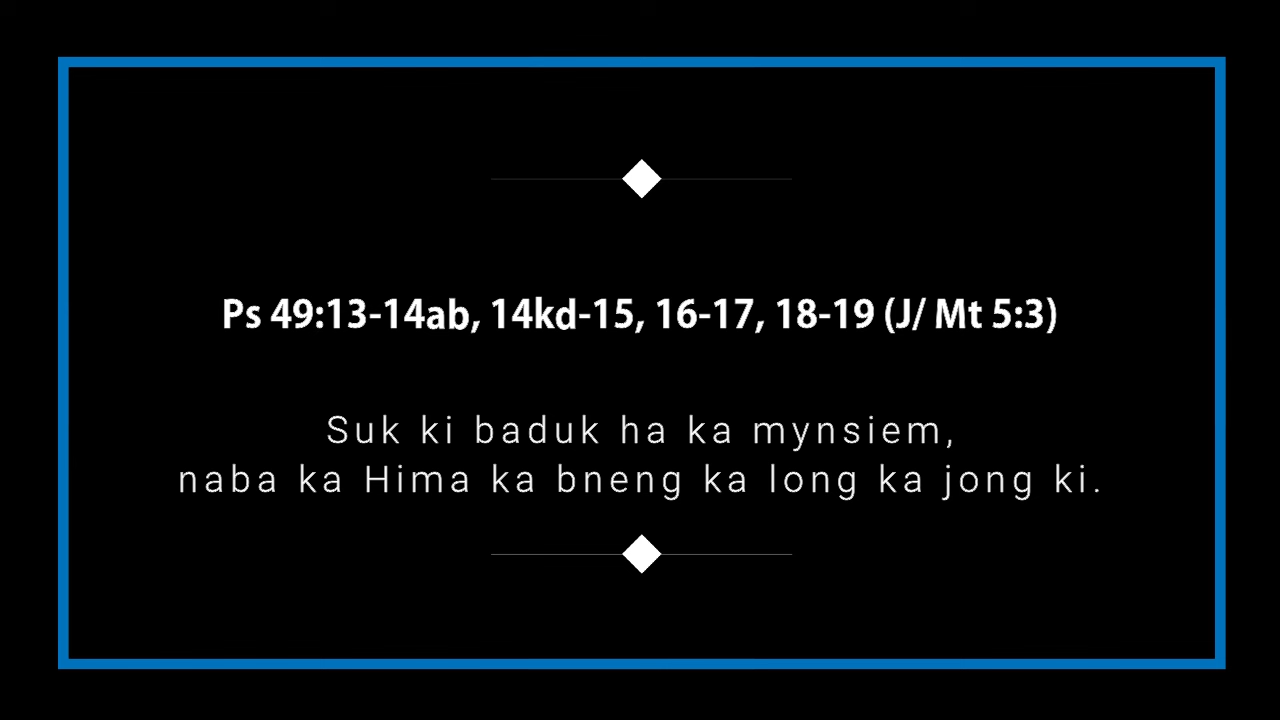 Ps 49:13-14ab, 14kd-15, 16-17, 18-19 (J/ Mt 5:3)
Suk ki baduk ha ka mynsiem,
naba ka Hima ka bneng ka long ka jong ki.